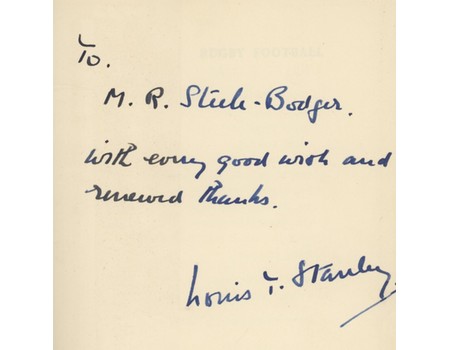 To.
M. R. Steele-Bodger.
with every good wish and
renewed thanks.
Louis T. Stanley